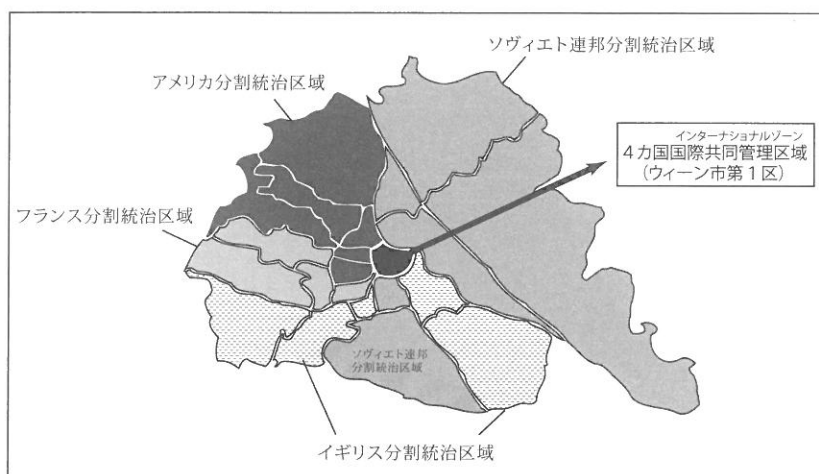 ソヴィエト連邦分割統治区域
アメリカ分割統治区域
インターナショナルゾーン
4カ国国際共同管理区域
(ウィーン市第1区)
フランス分割統治区域
ソヴィエト連邦
分割統治区域
イギリス分割統治区域